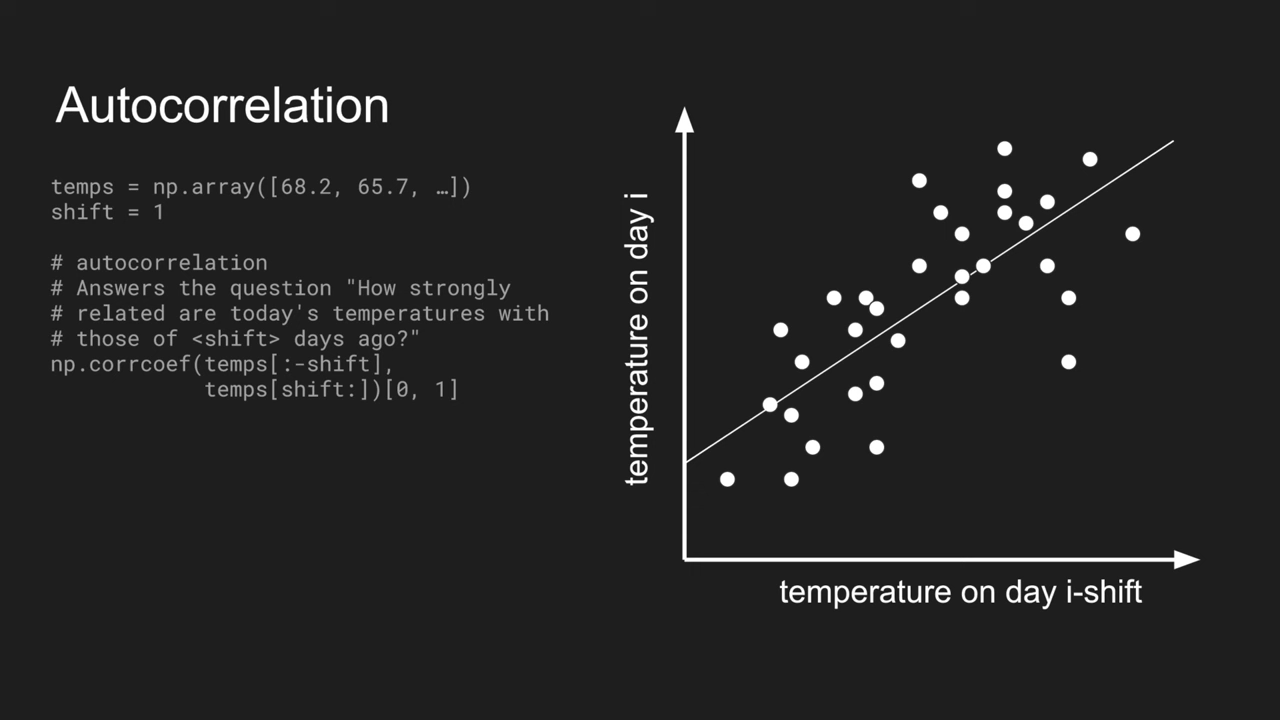 Autocorrelation
temps = np.array([68.2, 65.7, …])
shift = 1
# autocorrelation
# Answers the question "How strongly
# related are today's temperatures with
# those of <shift> days ago?"
np.corrcoef(temps[:-shift],
temps[shift:])[0, 1]
temperature on day i
temperature on day i-shift